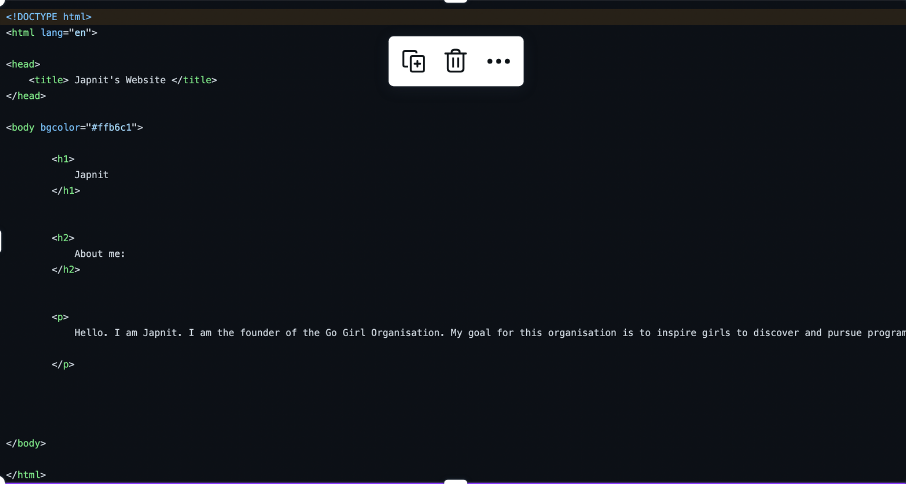 <!DOCTYPE html>
<html lang="en">
<head>
<title> Japnit's Website </title>
</head>
<body bgcolor="#ffb6c1">
<h1>
Japnit
</h1>
<h2>
About me:
</h2>
<p>
Hello. I am Japnit. I am the founder of the Go Girl Organisation. My goal for this organisation is to inspire girls to discover and pursue
</p>
</body>
</html>